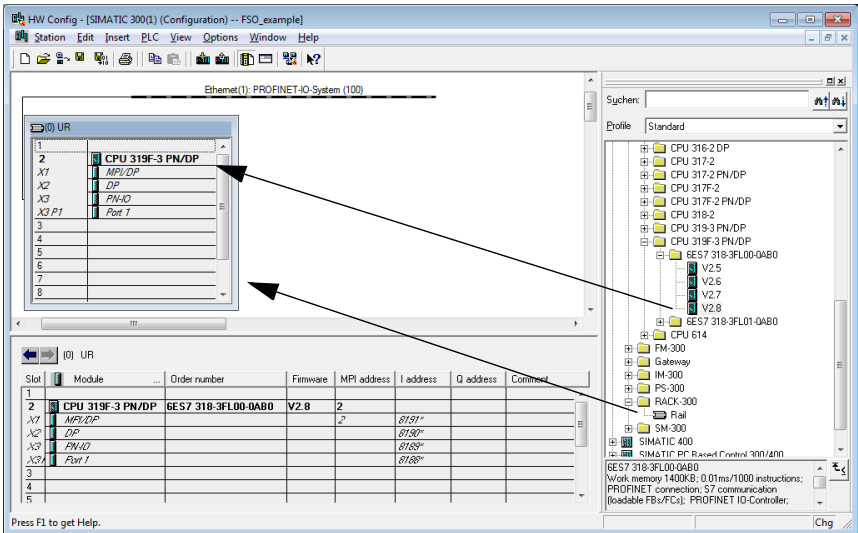 HW Config - [SIMATIC 300(1) (Configuration) -- FSO_example]
Station Edit Insert PLC View Options Window Help
Ethernet(1): PROFINET-IO-System (100)
(0) UR
1
2 CPU 319F-3 PN/DP
X1 MPI/DP
X2 DP
X3 PN-IO
X3 P1 Port 1
3
4
5
6
7
8
Suchen:
Profile Standard
CPU 316-2 DP
CPU 317-2
CPU 317-2 PN/DP
CPU 317F-2
CPU 317F-2 PN/DP
CPU 318-2
CPU 319-3 PN/DP
CPU 319F-3 PN/DP
6ES7 318-3FL00-0AB0
V2.5
V2.6
V2.7
V2.8
6ES7 318-3FL01-0AB0
CPU 614
FM-300
Gateway
IM-300
PS-300
RACK-300
Rail
SM-300
SIMATIC 400
SIMATIC PC Based Control 300/400
(0) UR
Slot Module ... Order number Firmware MPI address I address Q address Comment
1
2 CPU 319F-3 PN/DP 6ES7 318-3FL00-0AB0 V2.8 2
X1 MPI/DP 2 8191*
X2 DP 8190*
X3 PN-IO 8189*
X3 Port 1 8188*
3
4
5
6ES7 318-3FL00-0AB0
Work memory 1400KB; 0.01ms/1000 instructions;
PROFINET connection; S7 communication
(loadable FBs/FCs); PROFINET IO-Controller;
Press F1 to get Help.
Chg